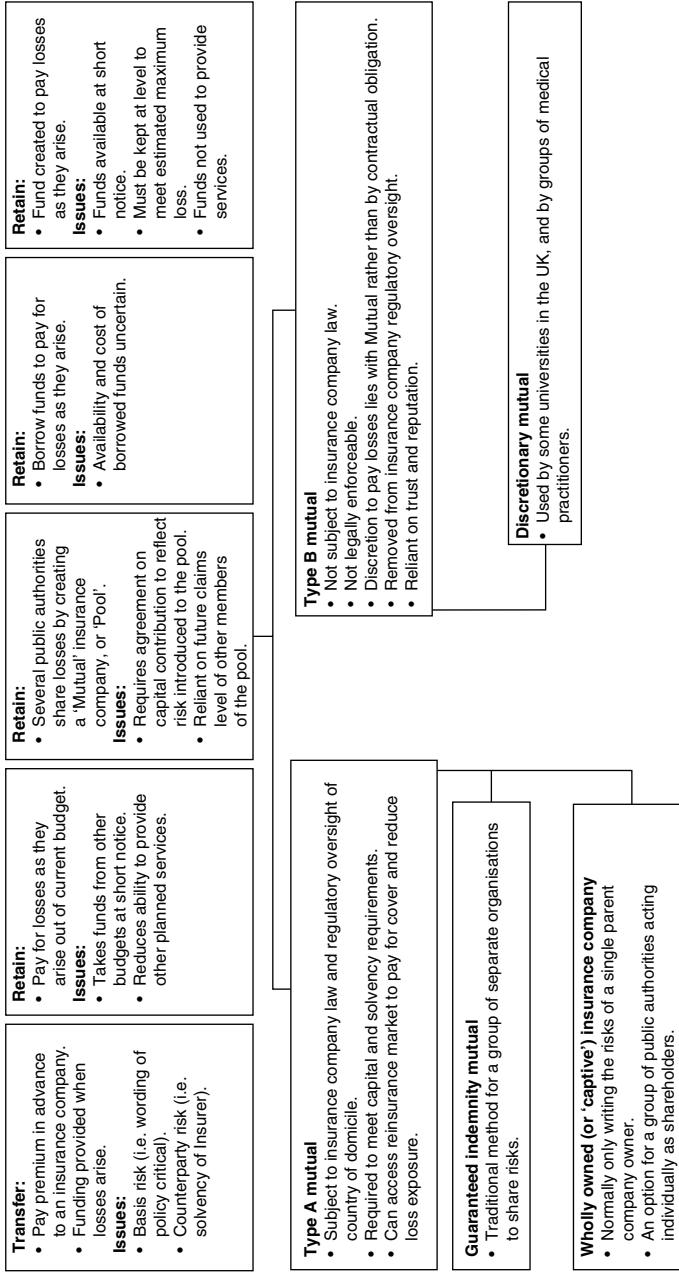 Transfer:
• Pay premium in advance
to an insurance company.
• Funding provided when
losses arise.
Issues:
• Basis risk (i.e. wording of
policy critical).
• Counterparty risk (i.e.
solvency of Insurer).
Retain:
• Pay for losses as they
arise out of current budget.
Issues:
• Takes funds from other
budgets at short notice.
• Reduces ability to provide
other planned services.
Retain:
• Several public authorities
share losses by creating
a ‘Mutual’ insurance
company, or ‘Pool’.
Issues:
• Requires agreement on
capital contribution to reflect
risk introduced to the pool.
• Reliant on future claims
level of other members
of the pool.
Retain:
• Borrow funds to pay for
losses as they arise.
Issues:
• Availability and cost of
borrowed funds uncertain.
Retain:
• Fund created to pay losses
as they arise.
Issues:
• Funds available at short
notice.
• Must be kept at level to
meet estimated maximum
loss.
• Funds not used to provide
services.
Type A mutual
• Subject to insurance company law and regulatory oversight of
country of domicile.
• Required to meet capital and solvency requirements.
• Can access reinsurance market to pay for cover and reduce
loss exposure.
Type B mutual
• Not subject to insurance company law.
• Not legally enforceable.
• Discretion to pay losses lies with Mutual rather than by contractual obligation.
• Removed from insurance company regulatory oversight.
• Reliant on trust and reputation.
Guaranteed indemnity mutual
• Traditional method for a group of separate organisations
to share risks.
Discretionary mutual
• Used by some universities in the UK, and by groups of medical
practitioners.
Wholly owned (or ‘captive’) insurance company
• Normally only writing the risks of a single parent
company owner.
• An option for a group of public authorities acting
individually as shareholders.